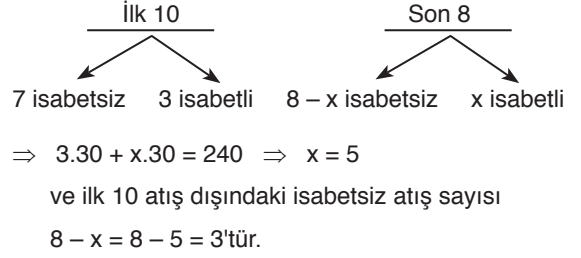 İlk 10 Son 8
7 isabetsiz 3 isabetli 8 – x isabetsiz x isabetli
⇒ 3.30 + x.30 = 240 ⇒ x = 5
ve ilk 10 atış dışındaki isabetsiz atış sayısı
8 – x = 8 – 5 = 3'tür.